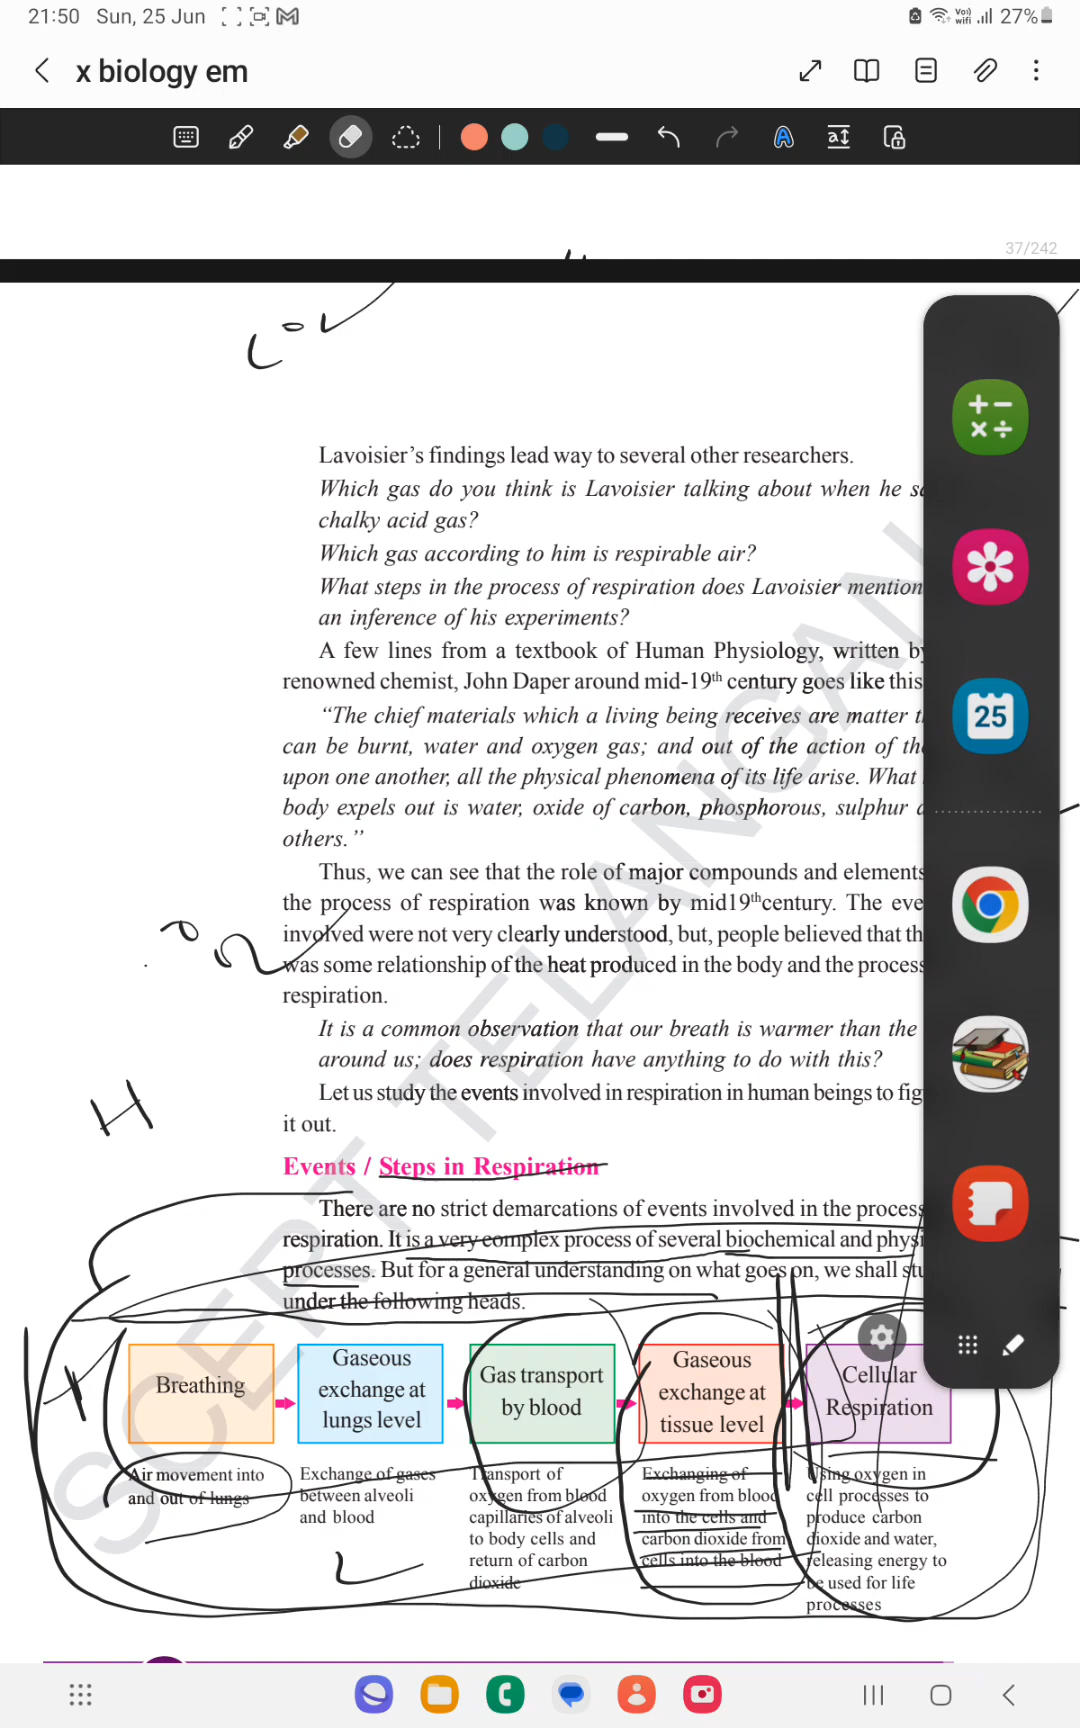 21:50 Sun, 25 Jun
Vo)) wifi 27%
x biology em
37/242
Lavoisier’s findings lead way to several other researchers.
Which gas do you think is Lavoisier talking about when he
chalky acid gas?
Which gas according to him is respirable air?
What steps in the process of respiration does Lavoisier mention
an inference of his experiments?
A few lines from a textbook of Human Physiology, written
renowned chemist, John Daper around mid-19th century goes like this
“The chief materials which a living being receives are matter
can be burnt, water and oxygen gas; and out of the action of
upon one another, all the physical phenomena of its life arise. What
body expels out is water, oxide of carbon, phosphorous, sulphur
others.”
Thus, we can see that the role of major compounds and elements
the process of respiration was known by mid19thcentury. The
involved were not very clearly understood, but, people believed that
was some relationship of the heat produced in the body and the process
respiration.
It is a common observation that our breath is warmer than the
around us; does respiration have anything to do with this?
Let us study the events involved in respiration in human beings to
it out.
Events / Steps in Respiration
There are no strict demarcations of events involved in the process
respiration. It is a very complex process of several biochemical and
processes. But for a general understanding on what goes on, we shall
under the following heads.
Breathing
Gaseous
exchange at
lungs level
Gas transport
by blood
Gaseous
exchange at
tissue level
Cellular
Respiration
Air movement into
and out of lungs
Exchange of gases
between alveoli
and blood
Transport of
oxygen from blood
capillaries of alveoli
to body cells and
return of carbon
dioxide
Exchanging of
oxygen from blood
into the cells and
carbon dioxide from
cells into the blood
Using oxygen in
cell processes to
produce carbon
dioxide and water,
releasing energy to
be used for life
processes
SCERT TELANGAN
25